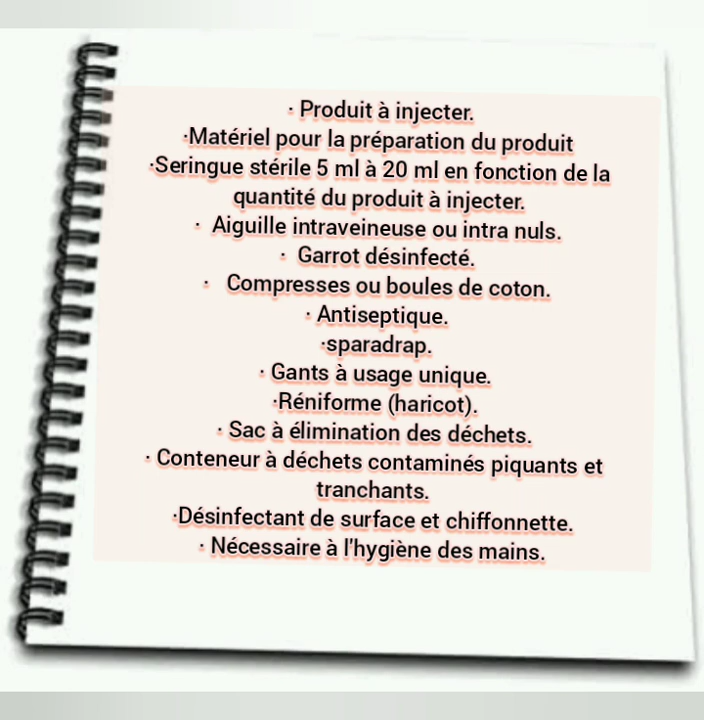 · Produit à injecter.
·Matériel pour la préparation du produit
·Seringue stérile 5 ml à 20 ml en fonction de la
quantité du produit à injecter.
· Aiguille intraveineuse ou intra nuls.
· Garrot désinfecté.
· Compresses ou boules de coton.
· Antiseptique.
·sparadrap.
· Gants à usage unique.
·Réniforme (haricot).
· Sac à élimination des déchets.
· Conteneur à déchets contaminés piquants et
tranchants.
·Désinfectant de surface et chiffonnette.
· Nécessaire à l'hygiène des mains.